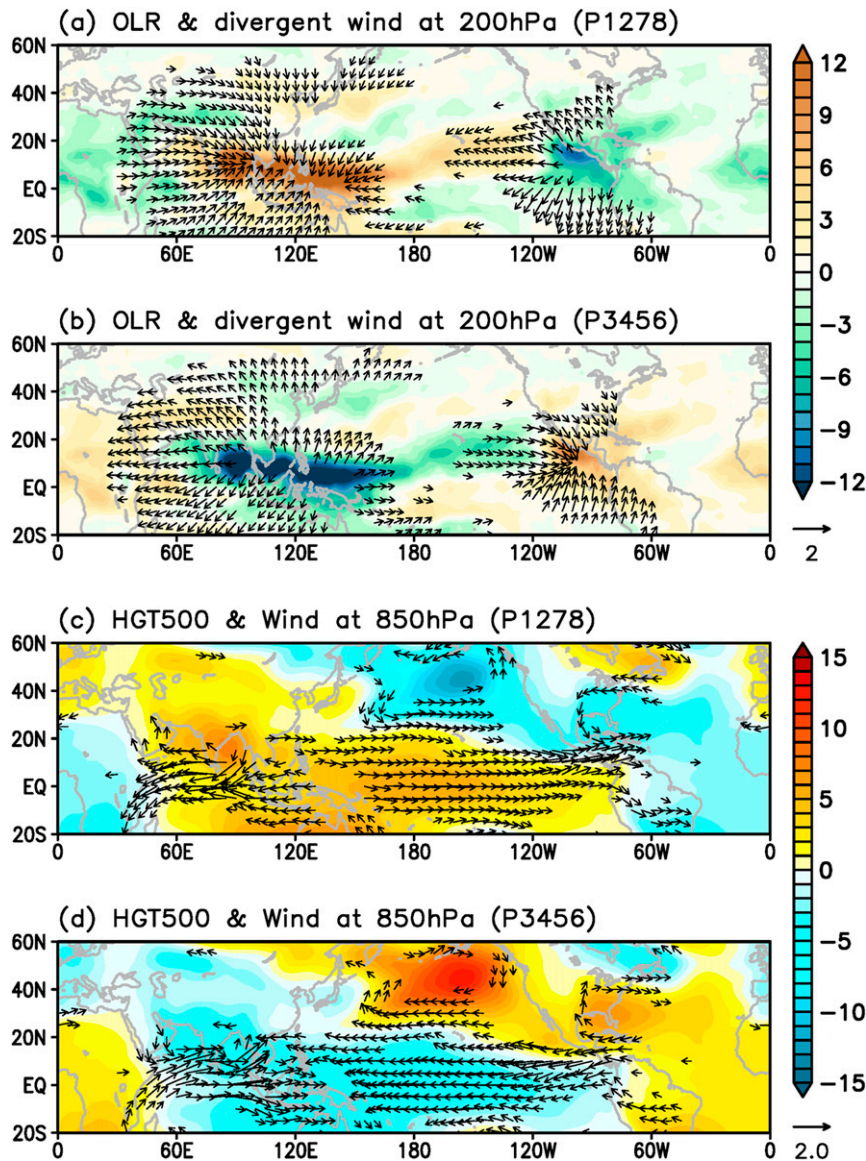 (a) OLR & divergent wind at 200hPa (P1278)
60N
40N
20N
EQ
20S
0 60E 120E 180 120W 60W 0
(b) OLR & divergent wind at 200hPa (P3456)
60N
40N
20N
EQ
20S
0 60E 120E 180 120W 60W 0
12
9
6
3
0
−3
−6
−9
−12
2
(c) HGT500 & Wind at 850hPa (P1278)
60N
40N
20N
EQ
20S
0 60E 120E 180 120W 60W 0
(d) HGT500 & Wind at 850hPa (P3456)
60N
40N
20N
EQ
20S
0 60E 120E 180 120W 60W 0
15
10
5
0
−5
−10
−15
2.0